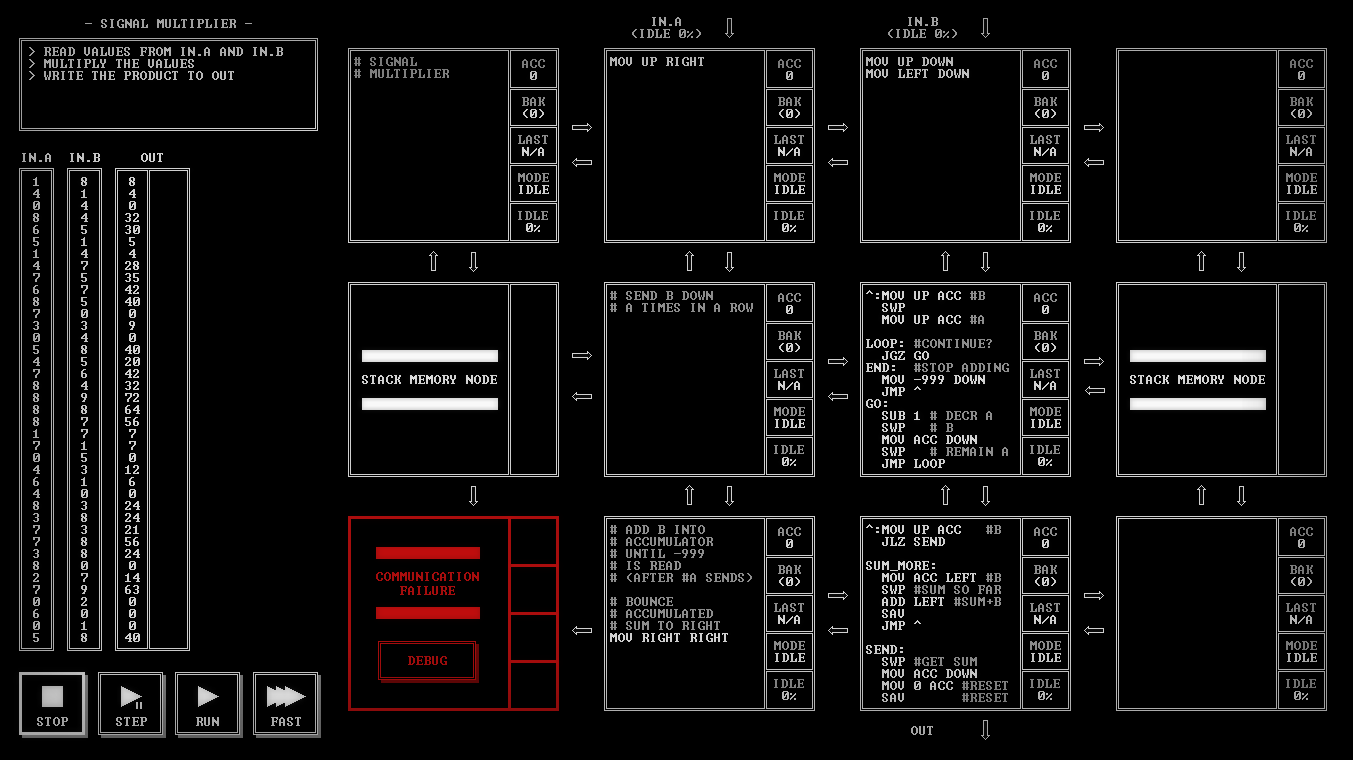 — SIGNAL MULTIPLIER —
> READ VALUES FROM IN.A AND IN.B
> MULTIPLY THE VALUES
> WRITE THE PRODUCT TO OUT
IN.A IN.B OUT
1 8 8
4 1 4
0 4 0
8 4 32
6 5 30
5 1 5
1 4 4
4 7 28
7 5 35
6 7 42
8 5 40
7 0 0
3 3 9
0 4 0
5 8 40
4 5 20
7 6 42
8 4 32
8 9 72
8 8 64
8 7 56
1 7 7
7 1 7
0 5 0
4 3 12
6 1 6
4 0 0
8 3 24
3 8 24
7 3 21
7 8 56
3 8 24
8 0 0
2 7 14
7 9 63
0 2 0
6 0 0
0 1 0
5 8 40
STOP
STEP
RUN
FAST
IN.A
(IDLE 0%)
IN.B
(IDLE 0%)
# SIGNAL
# MULTIPLIER
ACC
0
BAK
(0)
LAST
N/A
MODE
IDLE
IDLE
0%
MOV UP RIGHT
ACC
0
BAK
(0)
LAST
N/A
MODE
IDLE
IDLE
0%
MOV UP DOWN
MOV LEFT DOWN
ACC
0
BAK
(0)
LAST
N/A
MODE
IDLE
IDLE
0%
ACC
0
BAK
(0)
LAST
N/A
MODE
IDLE
IDLE
0%
STACK MEMORY NODE
# SEND B DOWN
# A TIMES IN A ROW
ACC
0
BAK
(0)
LAST
N/A
MODE
IDLE
IDLE
0%
^:MOV UP ACC #B
SWP
MOV UP ACC #A
LOOP: #CONTINUE?
JGZ GO
END: #STOP ADDING
MOV -999 DOWN
JMP ^
GO:
SUB 1 # DECR A
SWP # B
MOV ACC DOWN
SWP # REMAIN A
JMP LOOP
ACC
0
BAK
(0)
LAST
N/A
MODE
IDLE
IDLE
0%
STACK MEMORY NODE
COMMUNICATION
FAILURE
DEBUG
# ADD B INTO
# ACCUMULATOR
# UNTIL -999
# IS READ
# (AFTER #A SENDS)
# BOUNCE
# ACCUMULATED
# SUM TO RIGHT
MOV RIGHT RIGHT
ACC
0
BAK
(0)
LAST
N/A
MODE
IDLE
IDLE
0%
^:MOV UP ACC #B
JLZ SEND
SUM_MORE:
MOV ACC LEFT #B
SWP #SUM SO FAR
ADD LEFT #SUM+B
SAV
JMP ^
SEND:
SWP #GET SUM
MOV ACC DOWN
MOV 0 ACC #RESET
SAV #RESET
ACC
0
BAK
(0)
LAST
N/A
MODE
IDLE
IDLE
0%
ACC
0
BAK
(0)
LAST
N/A
MODE
IDLE
IDLE
0%
OUT